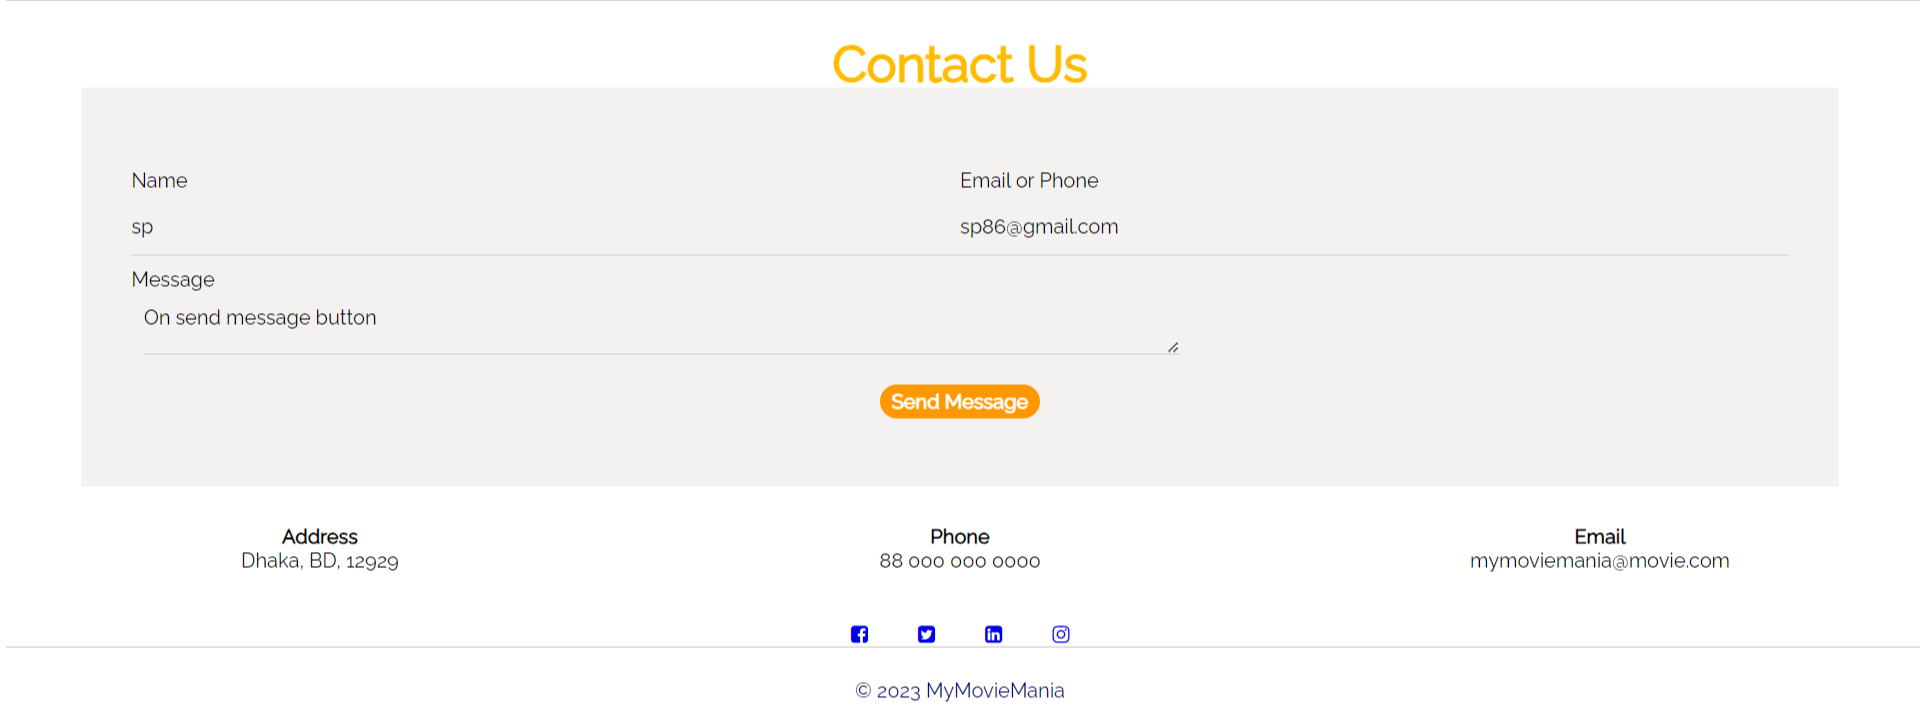 Contact Us
Name
Email or Phone
sp
sp86@gmail.com
Message
On send message button
Send Message
Address
Phone
Email
Dhaka, BD, 12929
88 000 000 0000
mymoviemania@movie.com
© 2023 MyMovieMania